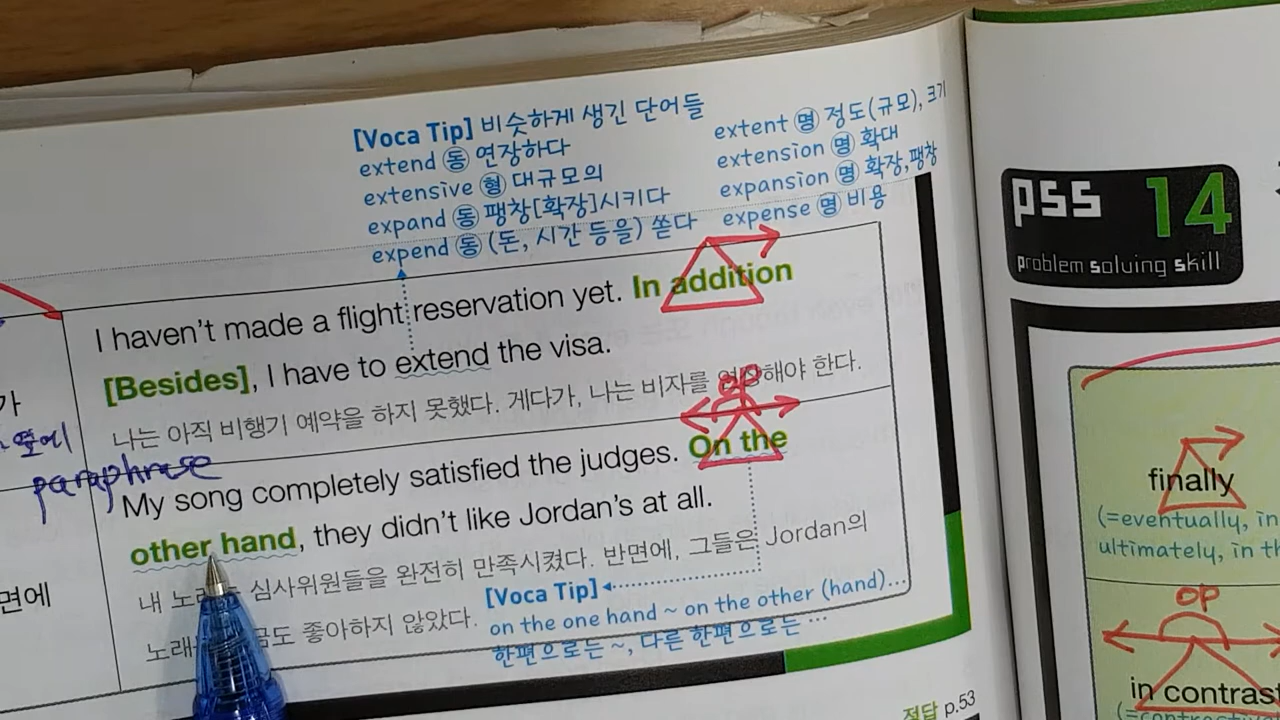 [Voca Tip] 비슷하게 생긴 단어들
extend 동 연장하다
extensive 형 대규모의
expand 동 팽창[확장]시키다
expend 동 (돈, 시간 등을) 쏟다
extent 명 정도(규모), 크기
extension 명 확대
expansion 명 확장, 팽창
expense 명 비용
I haven't made a flight reservation yet. In addition
[Besides], I have to extend the visa.
나는 아직 비행기 예약을 하지 못했다. 게다가, 나는 비자를 연장해야 한다.
가
옆에
paraphrase
op
My song completely satisfied the judges. On the
other hand, they didn't like Jordan's at all.
내 심사위원들을 완전히 만족시켰다. 반면에, 그들은 Jordan의
노래 좋아하지 않았다.
면에
[Voca Tip]
on the one hand ~ on the other (hand)...
한편으로는 ~, 다른 한편으로는 ...
정답 p.53
pss 14
problem solving skill
finally
(=eventually, in
ultimately, in th
op
in contrast